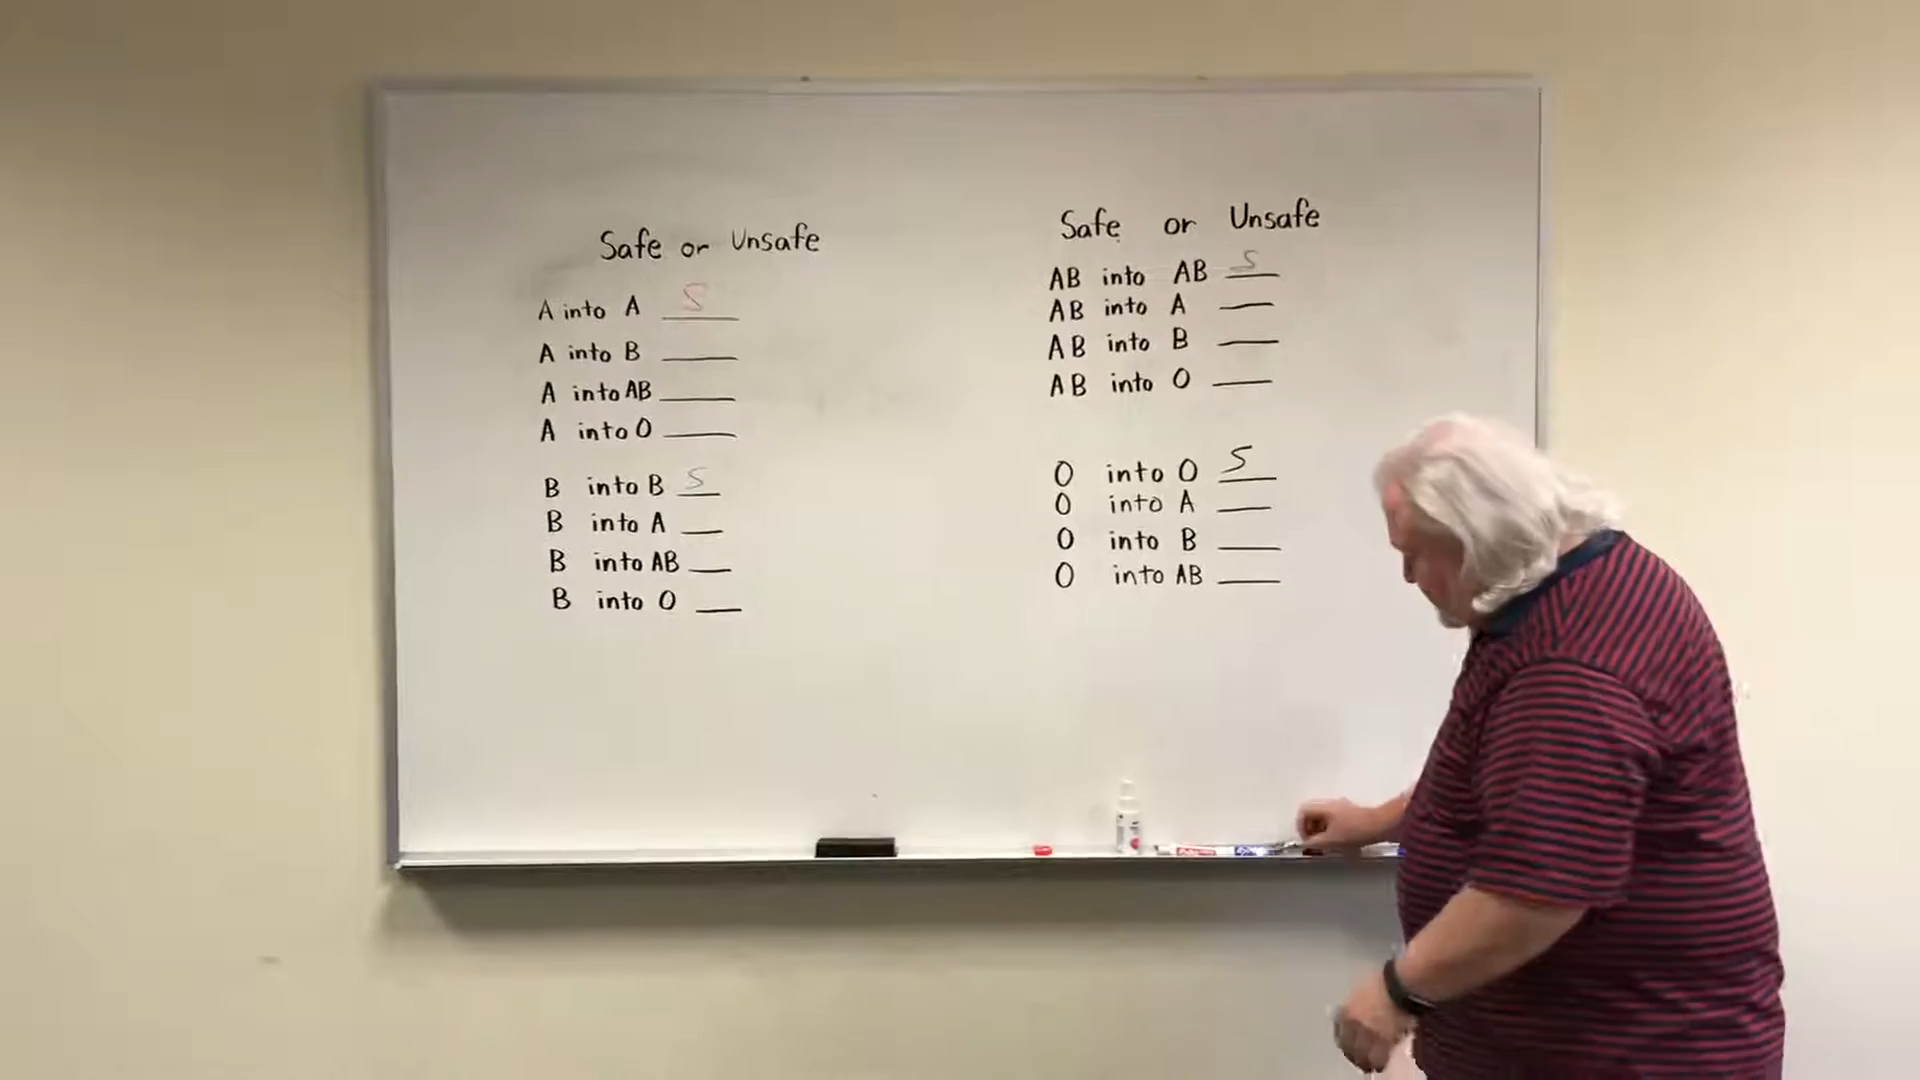 Safe or Unsafe
A into A S
A into B
A into AB
A into O
B into B S
B into A
B into AB
B into O
Safe or Unsafe
AB into AB S
AB into A
AB into B
AB into O
O into O S
O into A
O into B
O into AB